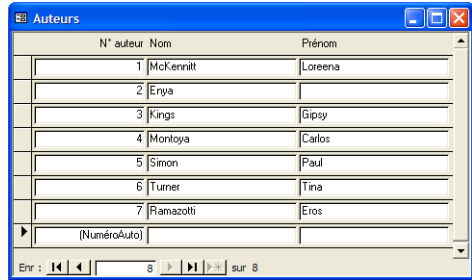 Auteurs
N° auteur Nom Prénom
1 McKennitt Loreena
2 Enya
3 Kings Gipsy
4 Montoya Carlos
5 Simon Paul
6 Turner Tina
7 Ramazotti Eros
(NuméroAuto)
Enr : 8 sur 8